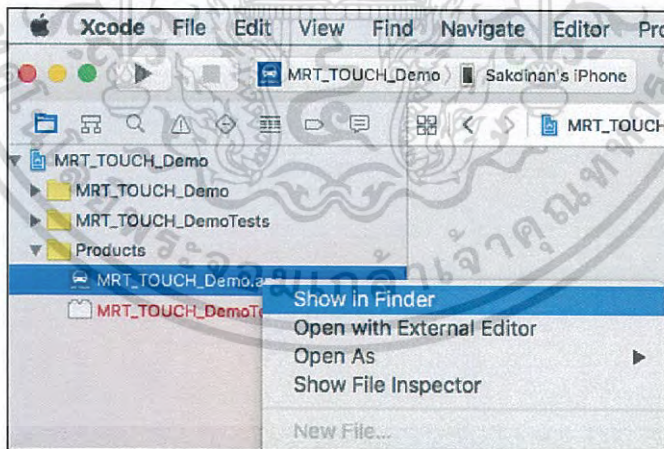 Xcode File Edit View Find Navigate Editor Pro
MRT_TOUCH_Demo Sakdinan's iPhone
MRT_TOUCH
MRT_TOUCH_Demo
MRT_TOUCH_Demo
MRT_TOUCH_DemoTests
Products
MRT_TOUCH_Demo.a
MRT_TOUCH_DemoTe
Show in Finder
Open with External Editor
Open As
Show File Inspector
New File...